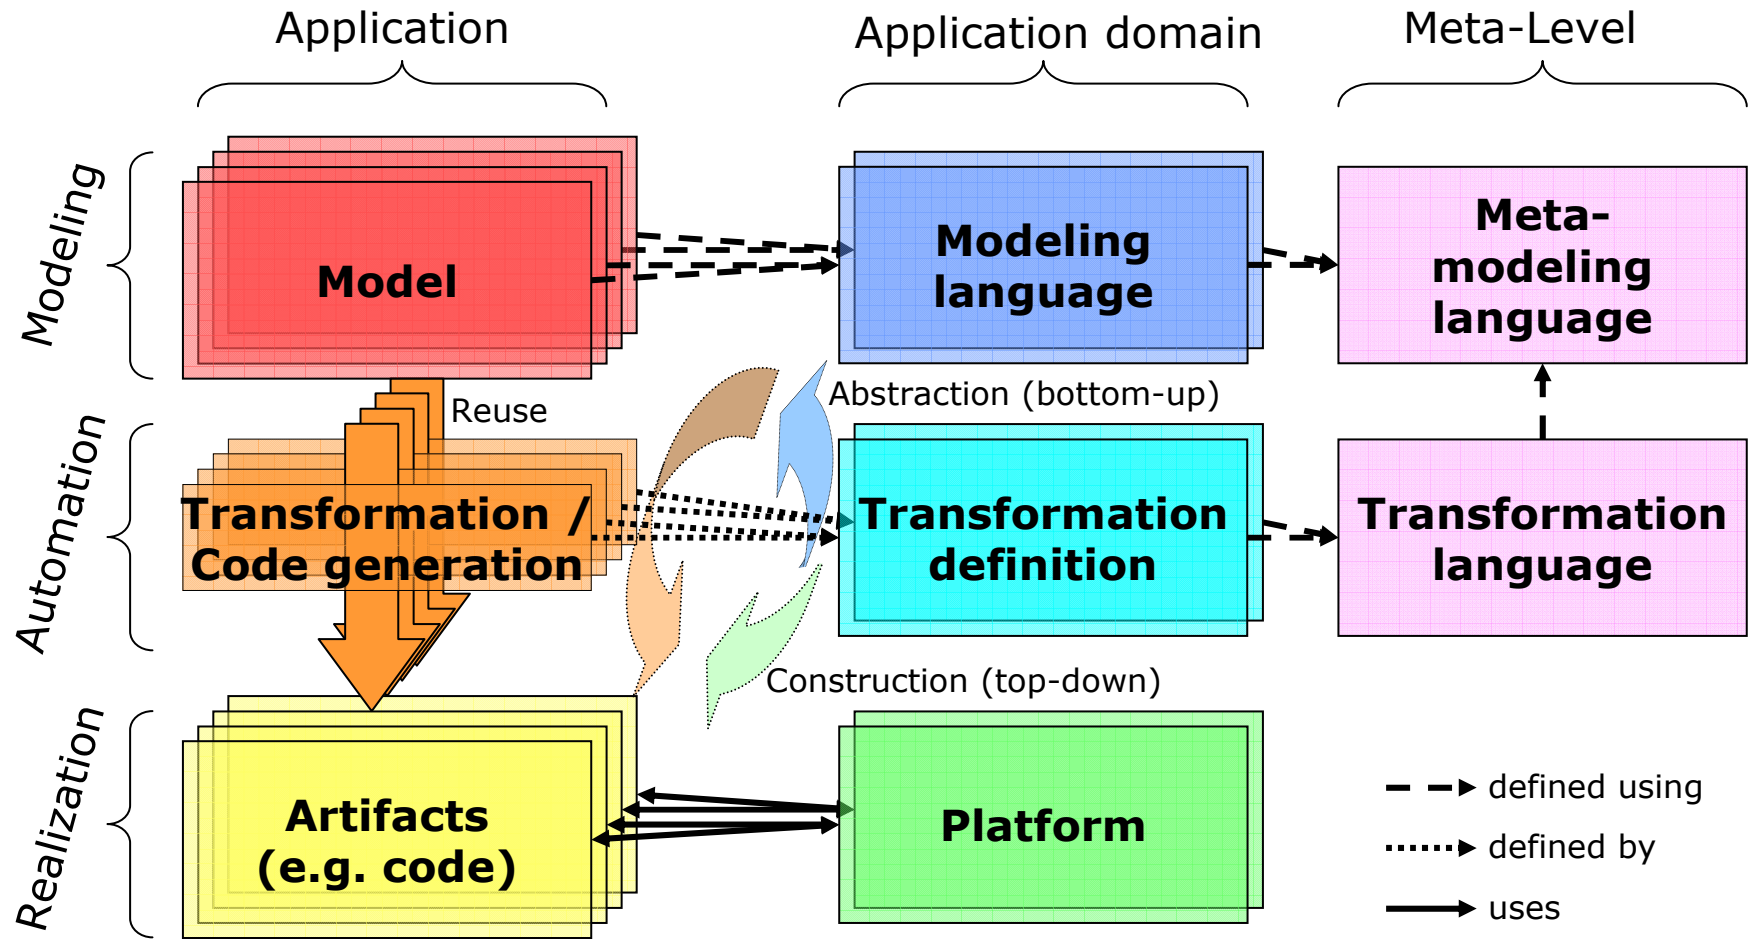 Application
Application domain
Meta-Level
Modeling
Model
Modeling
language
Meta-
modeling
language
Reuse
Abstraction (bottom-up)
Automation
Transformation /
Code generation
Transformation
definition
Transformation
language
Construction (top-down)
Realization
Artifacts
(e.g. code)
Platform
defined using
defined by
uses